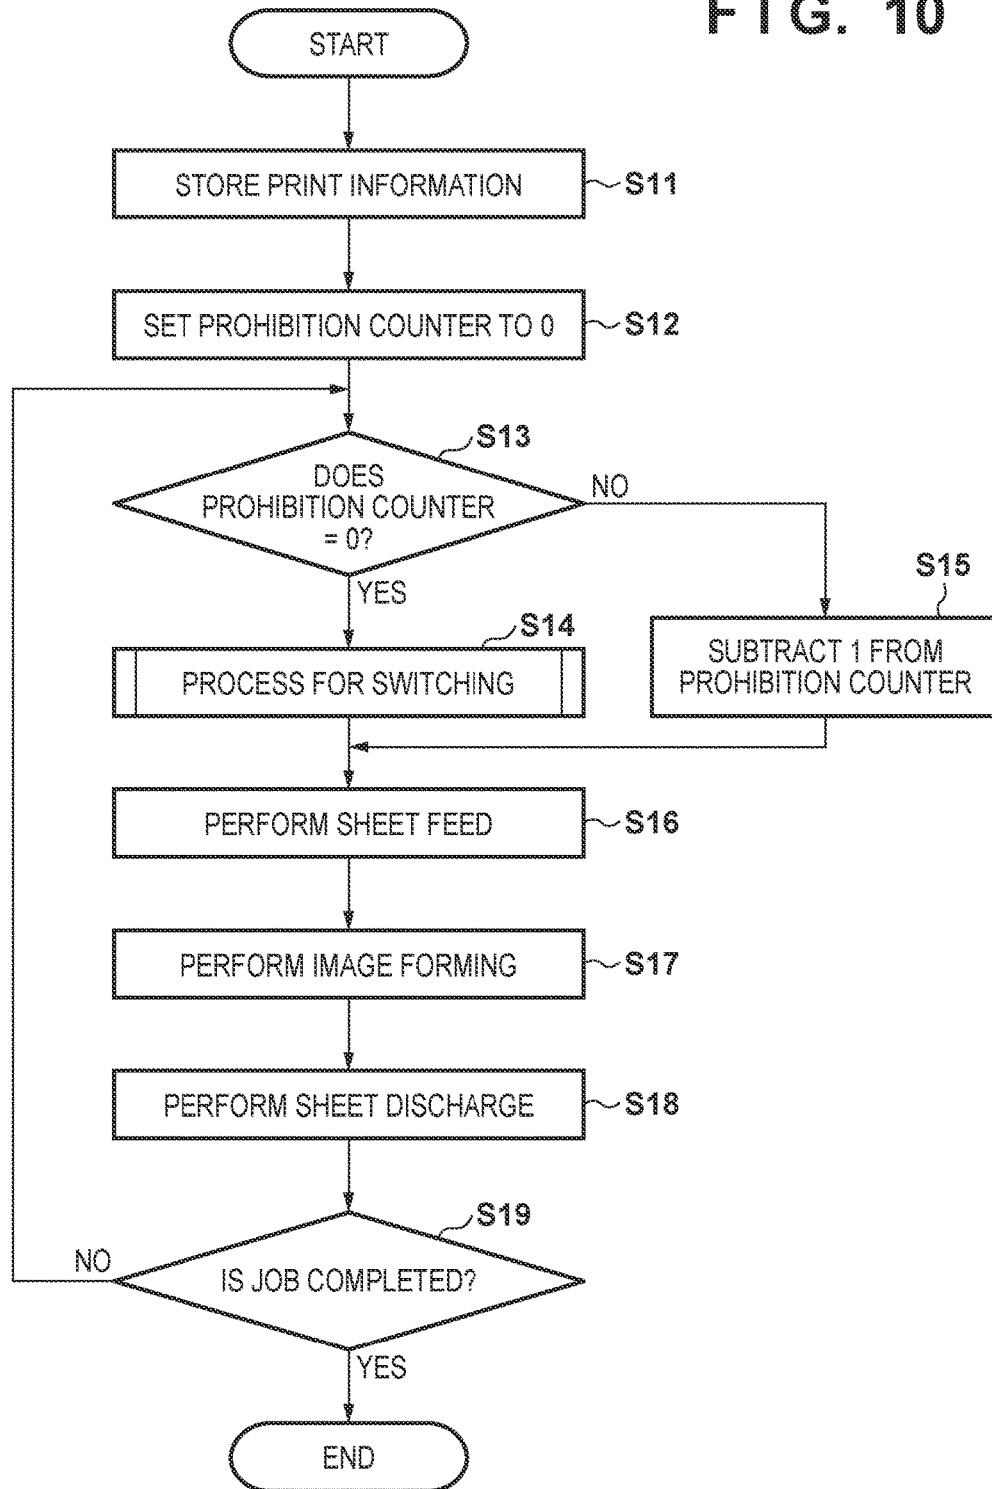 FIG. 10
START
STORE PRINT INFORMATION
S11
SET PROHIBITION COUNTER TO 0
S12
S13
DOES
PROHIBITION COUNTER
= 0?
NO
YES
S14
PROCESS FOR SWITCHING
S15
SUBTRACT 1 FROM
PROHIBITION COUNTER
PERFORM SHEET FEED
S16
PERFORM IMAGE FORMING
S17
PERFORM SHEET DISCHARGE
S18
S19
NO
IS JOB COMPLETED?
YES
END